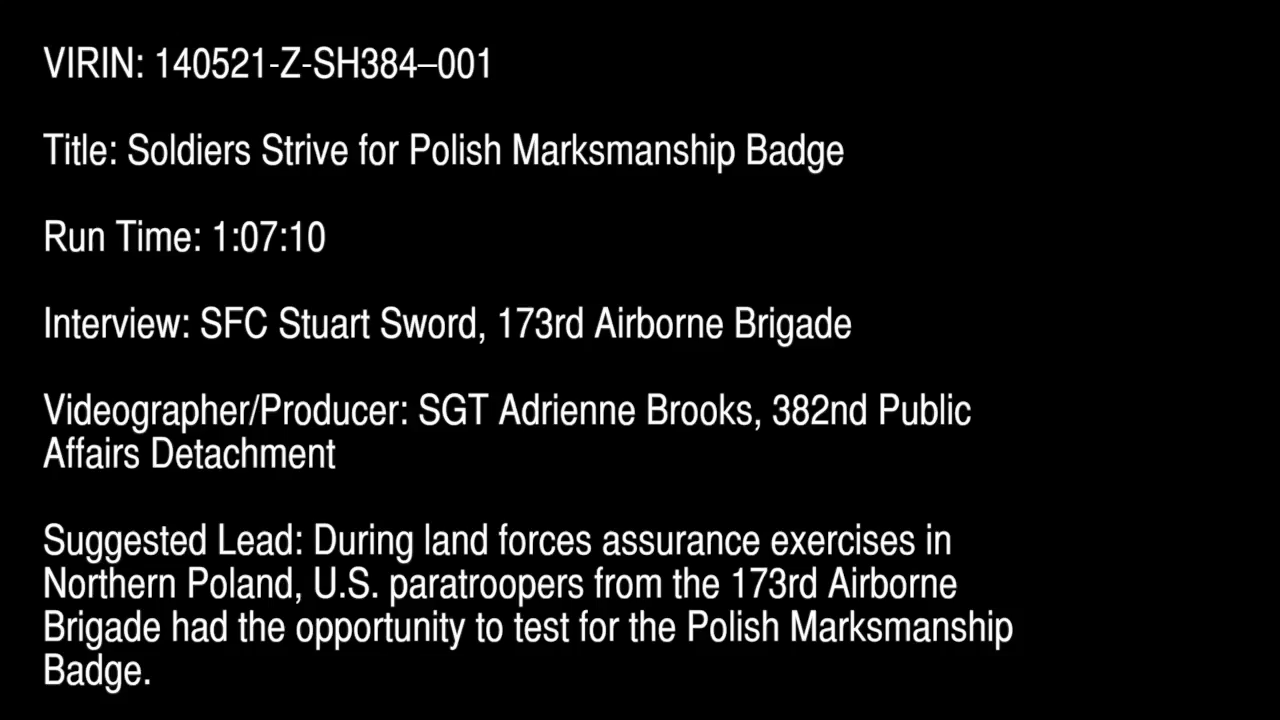 VIRIN: 140521-Z-SH384–001
Title: Soldiers Strive for Polish Marksmanship Badge
Run Time: 1:07:10
Interview: SFC Stuart Sword, 173rd Airborne Brigade
Videographer/Producer: SGT Adrienne Brooks, 382nd Public
Affairs Detachment
Suggested Lead: During land forces assurance exercises in
Northern Poland, U.S. paratroopers from the 173rd Airborne
Brigade had the opportunity to test for the Polish Marksmanship
Badge.